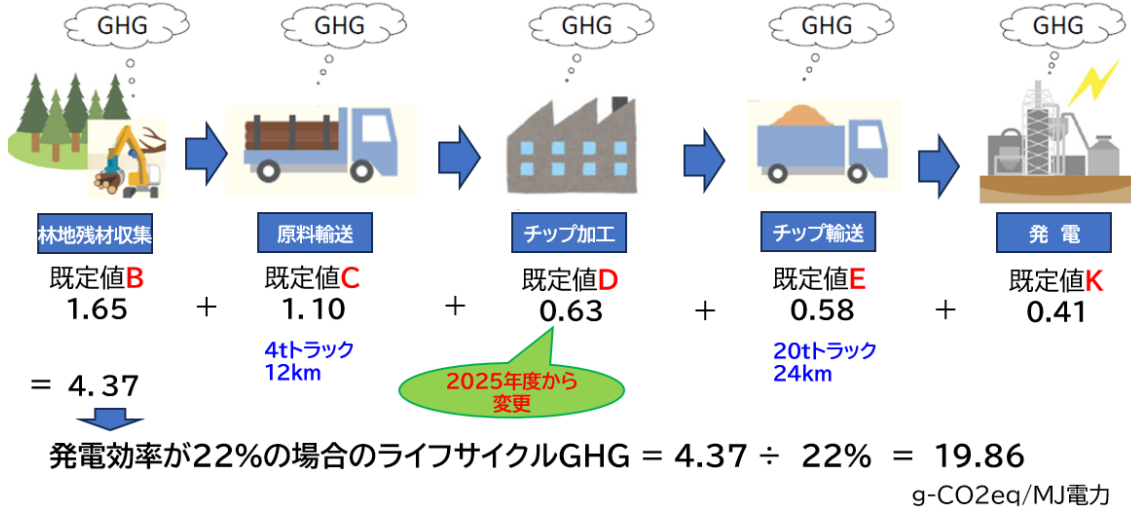 GHG
GHG
GHG
GHG
GHG
林地残材収集
原料輸送
チップ加工
チップ輸送
発 電
既定値B
1.65
+
既定値C
1.10
+
既定値D
0.63
+
既定値E
0.58
+
既定値K
0.41
4tトラック
12km
20tトラック
24km
2025年度から
変更
= 4.37
発電効率が22%の場合のライフサイクルGHG = 4.37 ÷ 22% = 19.86
g-CO2eq/MJ電力